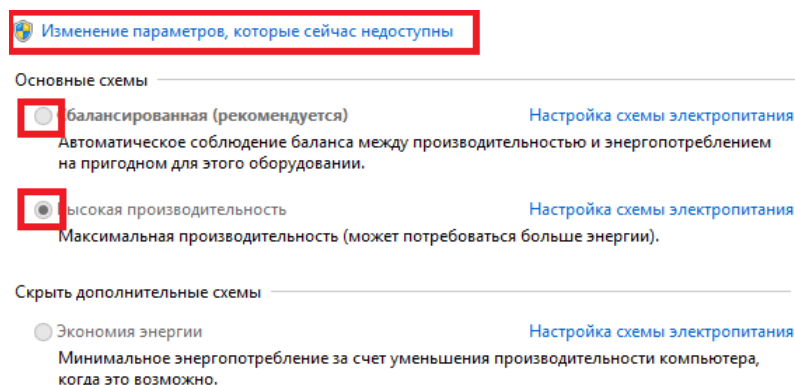 Изменение параметров, которые сейчас недоступны
Основные схемы
Сбалансированная (рекомендуется) Настройка схемы электропитания
Автоматическое соблюдение баланса между производительностью и энергопотреблением
на пригодном для этого оборудовании.
Высокая производительность Настройка схемы электропитания
Максимальная производительность (может потребоваться больше энергии).
Скрыть дополнительные схемы
Экономия энергии Настройка схемы электропитания
Минимальное энергопотребление за счет уменьшения производительности компьютера,
когда это возможно.